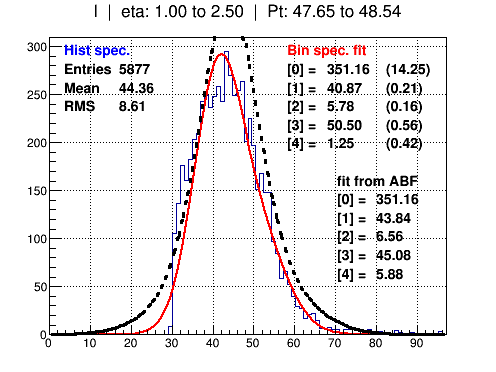 I | eta: 1.00 to 2.50 | Pt: 47.65 to 48.54
Hist spec.
Entries 5877
Mean 44.36
RMS 8.61
Bin spec. fit
[0] = 351.16 (14.25)
[1] = 40.87 (0.21)
[2] = 5.78 (0.16)
[3] = 50.50 (0.56)
[4] = 1.25 (0.42)
fit from ABF
[0] = 351.16
[1] = 43.84
[2] = 6.56
[3] = 45.08
[4] = 5.88
300
250
200
150
100
50
0
0 10 20 30 40 50 60 70 80 90